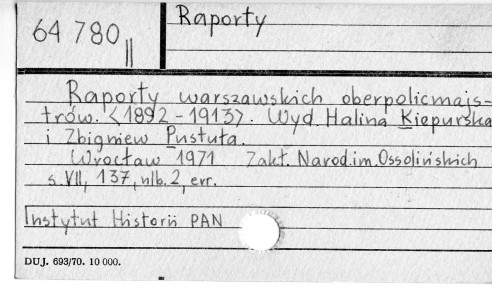 64 780 II
Raporty
Raporty warszawskich oberpolicmajs-
trów. <1892-1913>. Wyd. Halina Kiepurska
i Zbigniew Pustuła.
Wrocław 1971 Zakł. Narod. im. Ossolińskich
s. VII, 137, nlb. 2, err.
Instytut Historii PAN
DUJ. 693/70. 10 000.